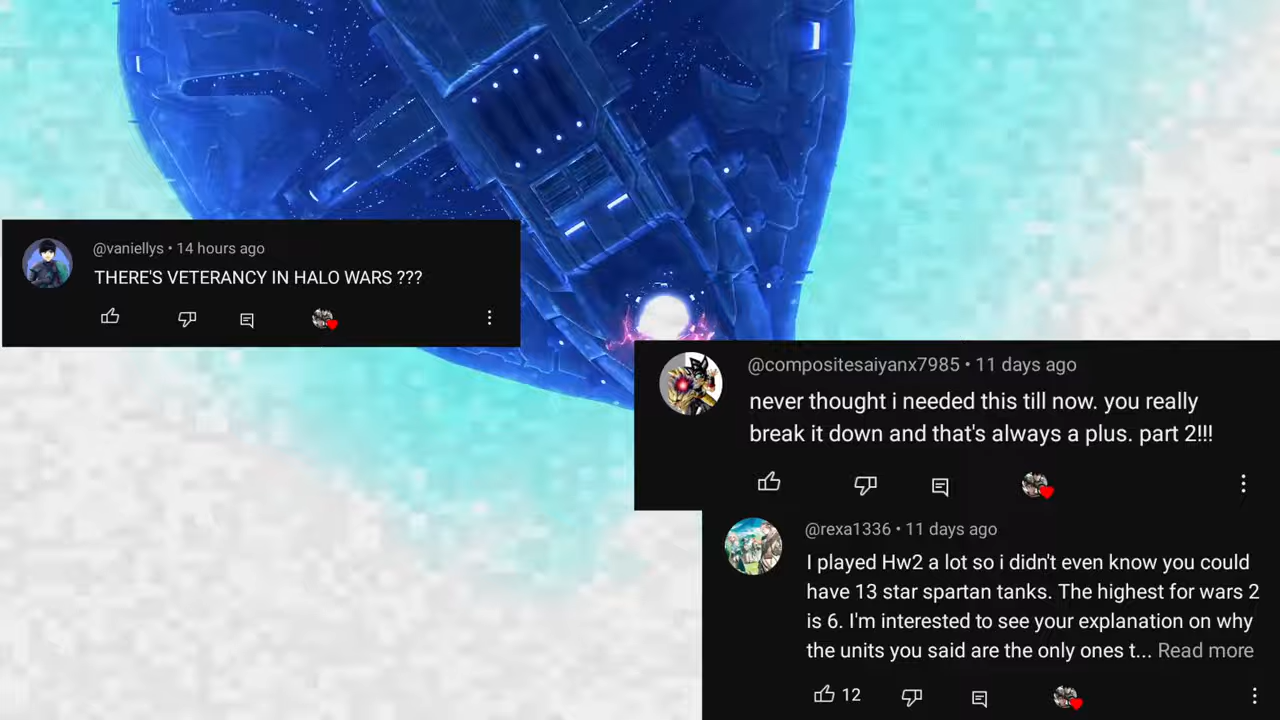 @vaniellys • 14 hours ago
THERE'S VETERANCY IN HALO WARS ???
@compositesaiyanx7985 • 11 days ago
never thought i needed this till now. you really
break it down and that's always a plus. part 2!!!
@rexa1336 • 11 days ago
I played Hw2 a lot so i didn't even know you could
have 13 star spartan tanks. The highest for wars 2
is 6. I'm interested to see your explanation on why
the units you said are the only ones t... Read more
12